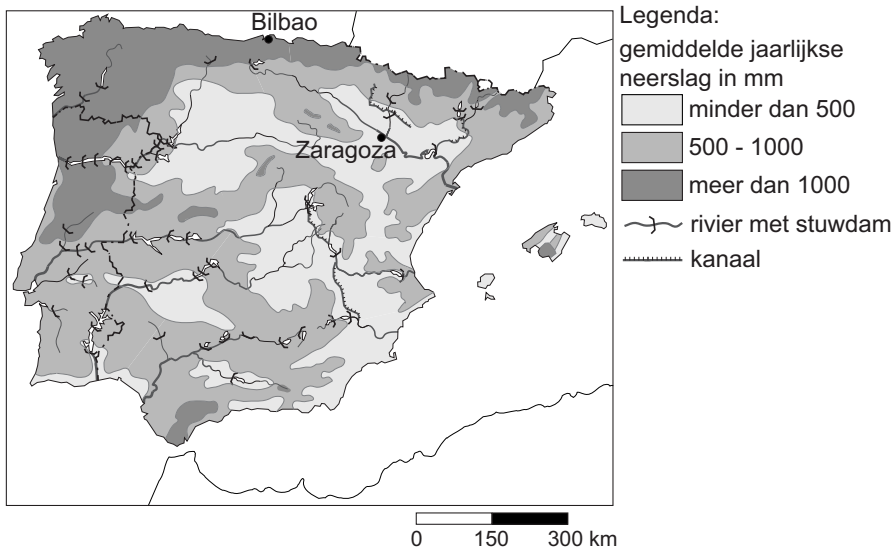 Bilbao
Zaragoza
Legenda:
gemiddelde jaarlijkse
neerslag in mm
minder dan 500
500 - 1000
meer dan 1000
rivier met stuwdam
kanaal
0 150 300 km